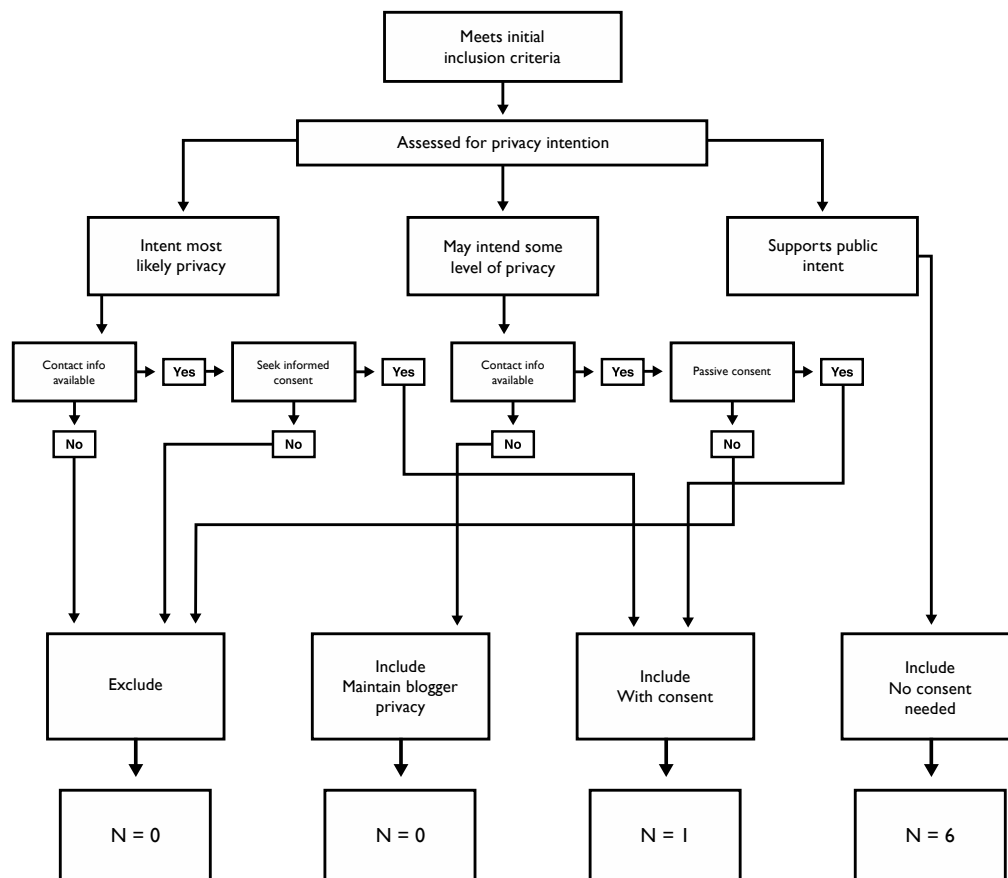 Meets initial
inclusion criteria
Assessed for privacy intention
Intent most
likely privacy
May intend some
level of privacy
Supports public
intent
Contact info
available
Yes
Seek informed
consent
Yes
Contact info
available
Yes
Passive consent
Yes
No
No
No
No
Exclude
Include
Maintain blogger
privacy
Include
With consent
Include
No consent
needed
N = 0
N = 0
N = 1
N = 6